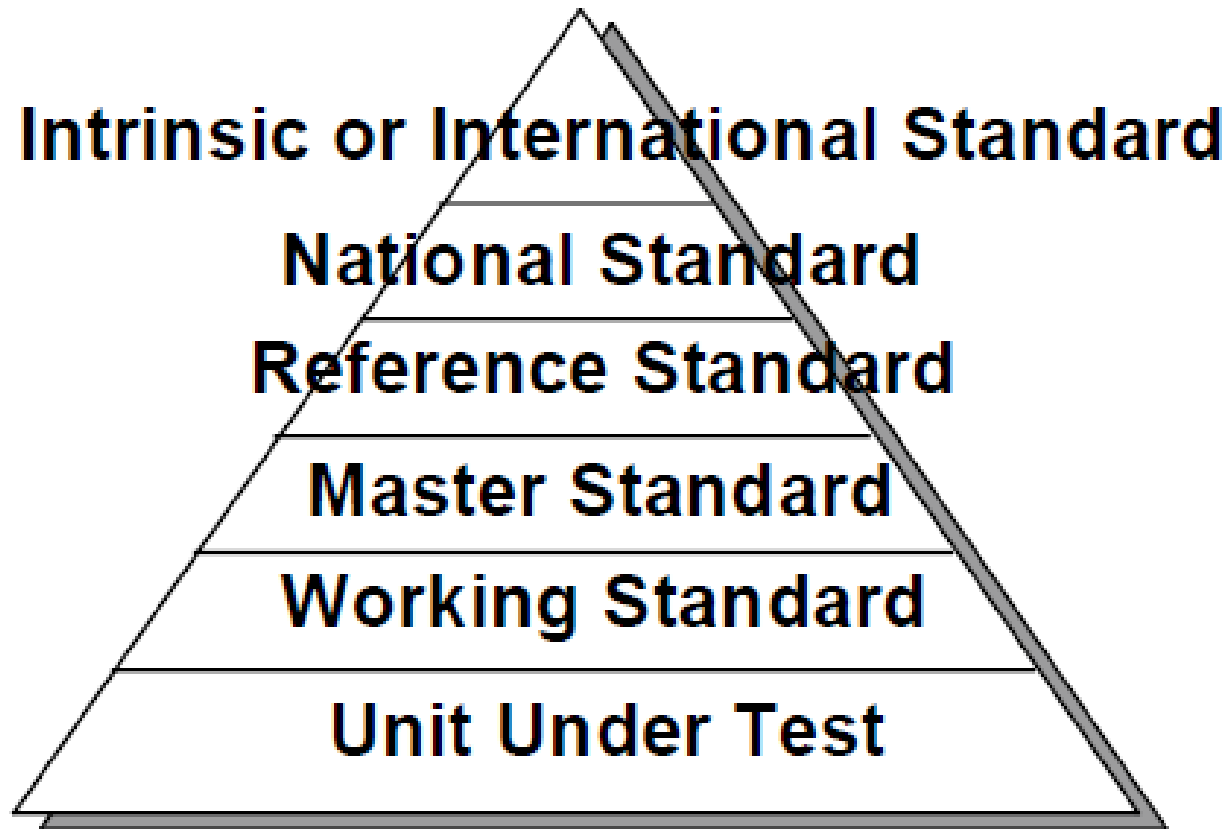 Intrinsic or International Standard
National Standard
Reference Standard
Master Standard
Working Standard
Unit Under Test